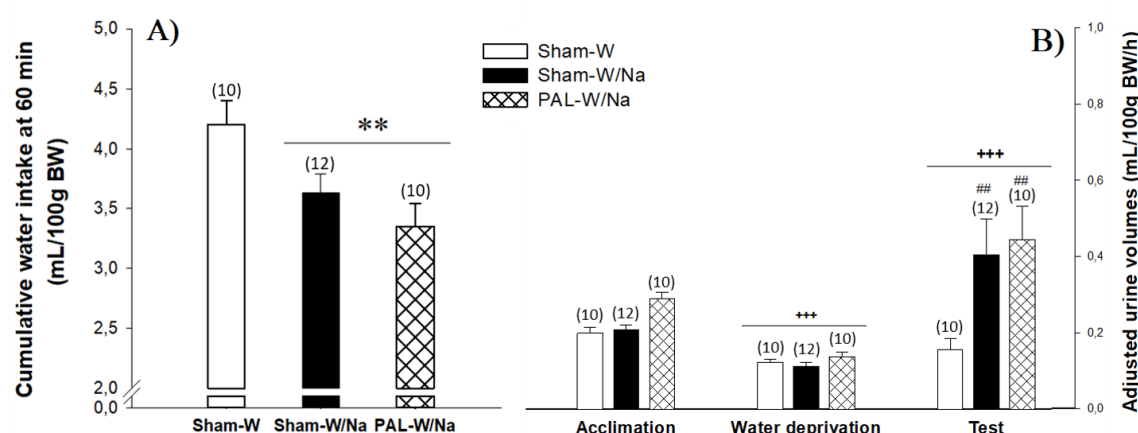 A)
Cumulative water intake at 60 min
(mL/100g BW)
5,0
4,5
4,0
3,5
3,0
2,5
2,0
0,0
(10)
(12)
(10)
**
Sham-W Sham-W/Na PAL-W/Na
Sham-W
Sham-W/Na
PAL-W/Na
B)
(10) (12) (10)
+++
(10) (12) (10)
+++
## ##
(10) (12) (10)
Acclimation Water deprivation Test
1,0
0,8
0,6
0,4
0,2
0,0
Adjusted urine volumes (mL/100g BW/h)